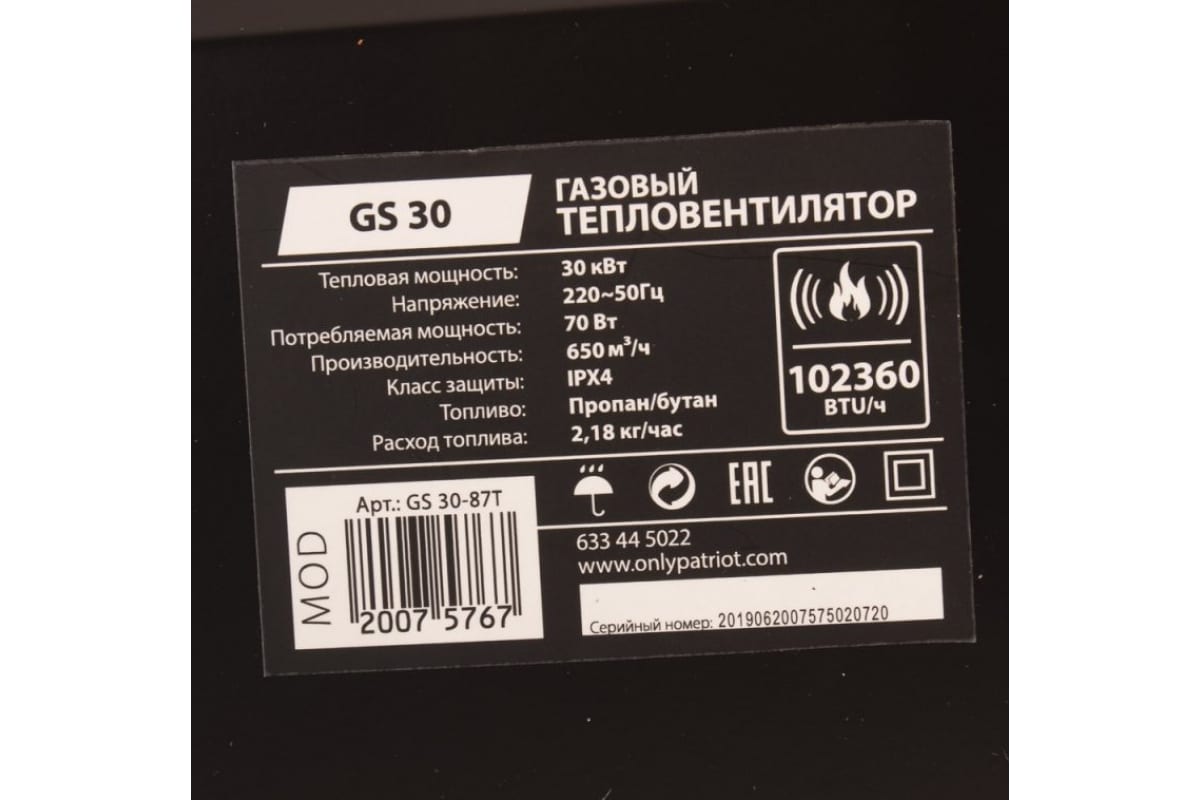 GS 30
ГАЗОВЫЙ
ТЕПЛОВЕНТИЛЯТОР
Тепловая мощность: 30 кВт
Напряжение: 220~50Гц
Потребляемая мощность: 70 Вт
Производительность: 650 м³/ч
Класс защиты: IPX4
Топливо: Пропан/бутан
Расход топлива: 2,18 кг/час
102360
BTU/ч
EAC
Арт.: GS 30-87T
MOD
2007 5767
633 44 5022
www.onlypatriot.com
Серийный номер: 2019062007575020720